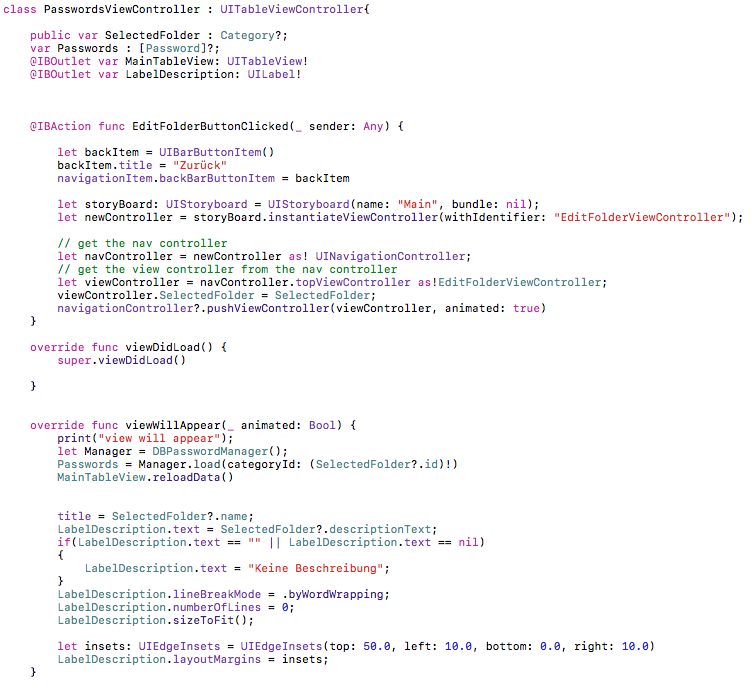 class PasswordsViewController : UITableViewController{
public var SelectedFolder : Category?;
var Passwords : [Password]?;
@IBOutlet var MainTableView: UITableView!
@IBOutlet var LabelDescription: UILabel!
@IBAction func EditFolderButtonClicked(_ sender: Any) {
let backItem = UIBarButtonItem()
backItem.title = "Zurück"
navigationItem.backBarButtonItem = backItem
let storyBoard: UIStoryboard = UIStoryboard(name: "Main", bundle: nil);
let newController = storyBoard.instantiateViewController(withIdentifier: "EditFolderViewController");
// get the nav controller
let navController = newController as! UINavigationController;
// get the view controller from the nav controller
let viewController = navController.topViewController as!EditFolderViewController;
viewController.SelectedFolder = SelectedFolder;
navigationController?.pushViewController(viewController, animated: true)
}
override func viewDidLoad() {
super.viewDidLoad()
}
override func viewWillAppear(_ animated: Bool) {
print("view will appear");
let Manager = DBPasswordManager();
Passwords = Manager.load(categoryId: (SelectedFolder?.id)!)
MainTableView.reloadData()
title = SelectedFolder?.name;
LabelDescription.text = SelectedFolder?.descriptionText;
if(LabelDescription.text == "" || LabelDescription.text == nil)
{
LabelDescription.text = "Keine Beschreibung";
}
LabelDescription.lineBreakMode = .byWordWrapping;
LabelDescription.numberOfLines = 0;
LabelDescription.sizeToFit();
let insets: UIEdgeInsets = UIEdgeInsets(top: 50.0, left: 10.0, bottom: 0.0, right: 10.0)
LabelDescription.layoutMargins = insets;
}